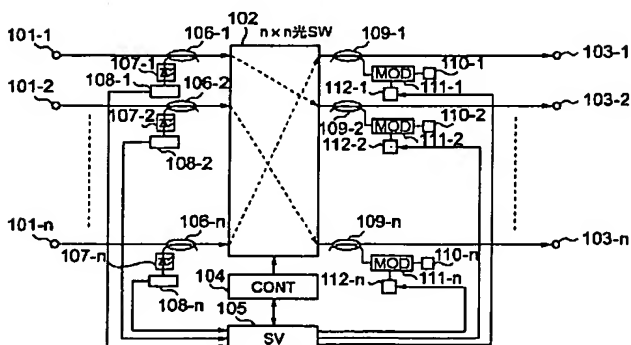 102
n×n光SW
101-1
106-1
109-1
103-1
107-1
108-1
MOD
110-1
112-1
111-1
101-2
106-2
103-2
107-2
109-2
MOD
110-2
108-2
112-2
111-2
101-n
106-n
109-n
103-n
107-n
MOD
110-n
108-n
104
CONT
112-n
111-n
105
SV